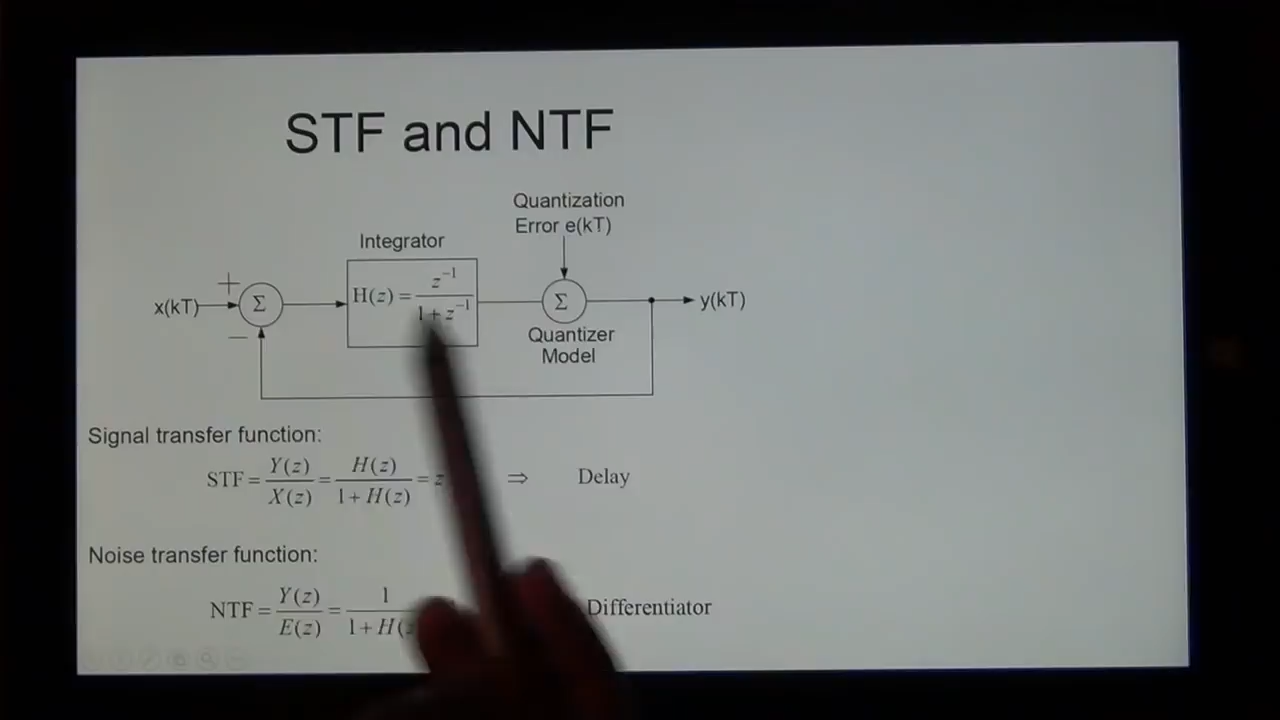 STF and NTF
Quantization
Error e(kT)
Integrator
x(kT)
+
Σ
−
H(z) = z^{-1} / 1 + z^{-1}
Σ
y(kT)
Quantizer
Model
Signal transfer function:
STF = Y(z) / X(z) = H(z) / 1 + H(z) = z ⇒ Delay
Noise transfer function:
NTF = Y(z) / E(z) = 1 / 1 + H(z Differentiator